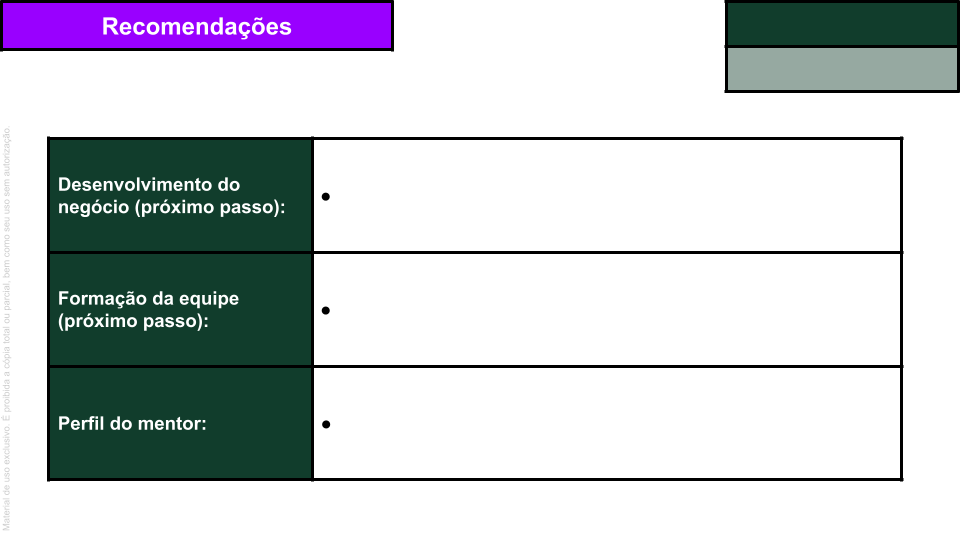 Recomendações
Desenvolvimento do
negócio (próximo passo):
●
Formação da equipe
(próximo passo):
●
Perfil do mentor:
●
Material de uso exclusivo. É proibida a cópia total ou parcial, bem como seu uso sem autorização.